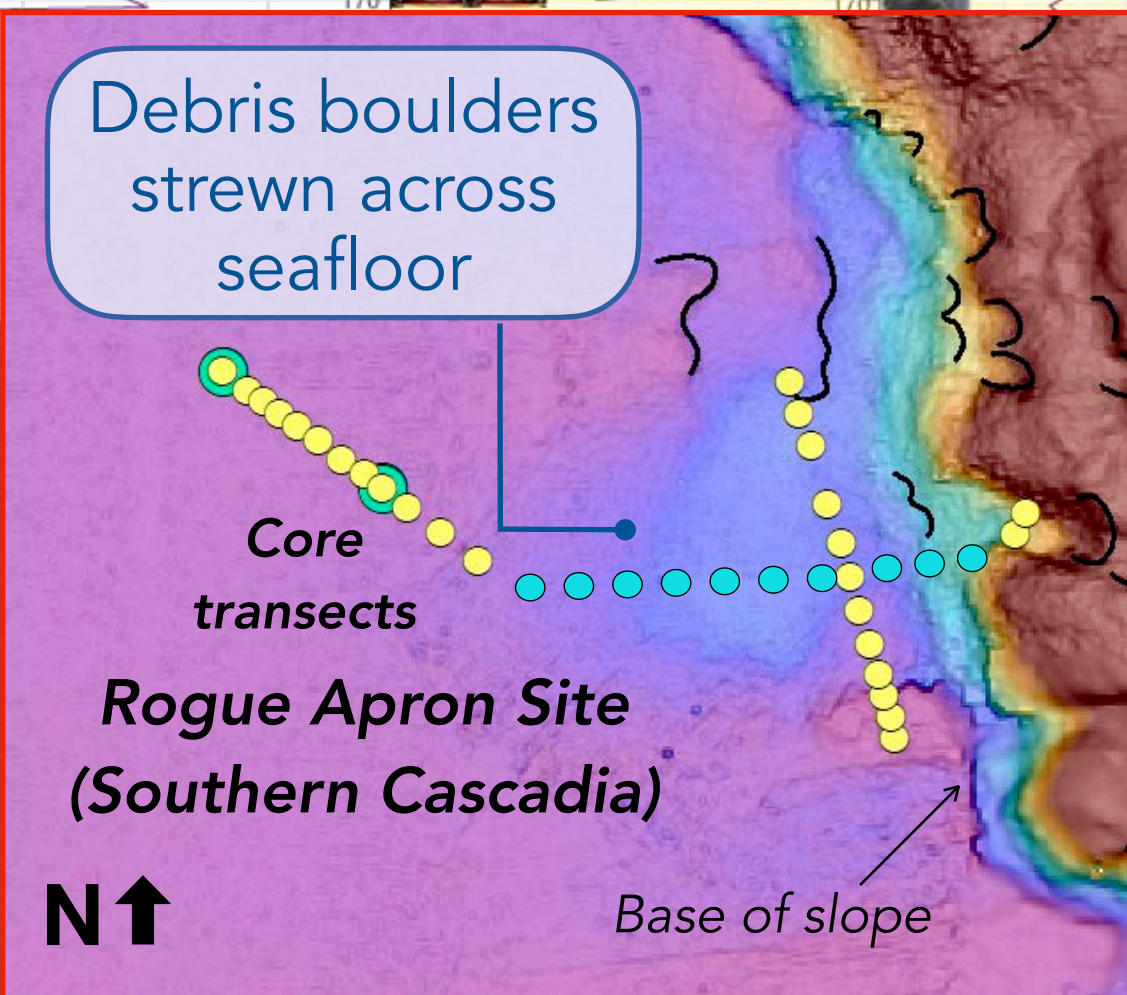 Debris boulders
strewn across
seafloor
Core
transects
Rogue Apron Site
(Southern Cascadia)
N
Base of slope